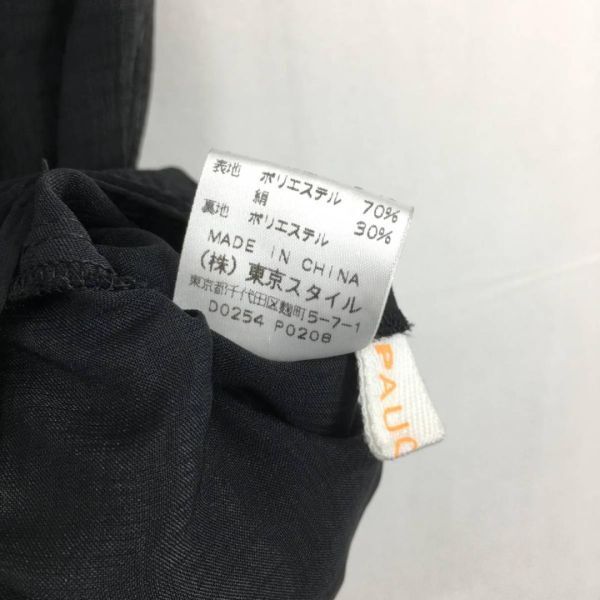 表地 ポリエステル 70%
絹 30%
裏地 ポリエステル
MADE IN CHINA
(株) 東京スタイル
東京都千代田区麹町5-7-1
D0254 P0208
PAUC